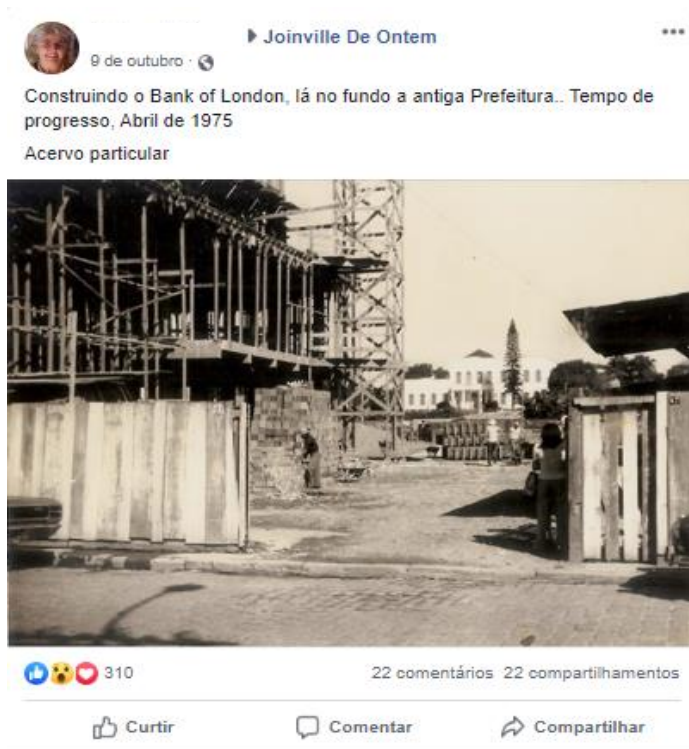 Joinville De Ontem
9 de outubro ·
Construindo o Bank of London, lá no fundo a antiga Prefeitura.. Tempo de
progresso, Abril de 1975
Acervo particular
310
22 comentários 22 compartilhamentos
Curtir Comentar Compartilhar